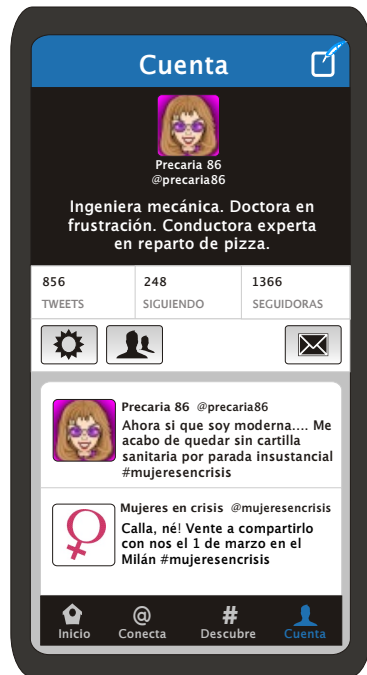 Cuenta
Precaria 86
@precaria86
Ingeniera mecánica. Doctora en
frustración. Conductora experta
en reparto de pizza.
856 248 1366
TWEETS SIGUIENDO SEGUIDORAS
Precaria 86 @precaria86
Ahora si que soy moderna.... Me
acabo de quedar sin cartilla
sanitaria por parada insustancial
#mujeresencrisis
Mujeres en crisis @mujeresencrisis
Calla, né! Vente a compartirlo
con nos el 1 de marzo en el
Milán #mujeresencrisis
@ #
Inicio Conecta Descubre Cuenta